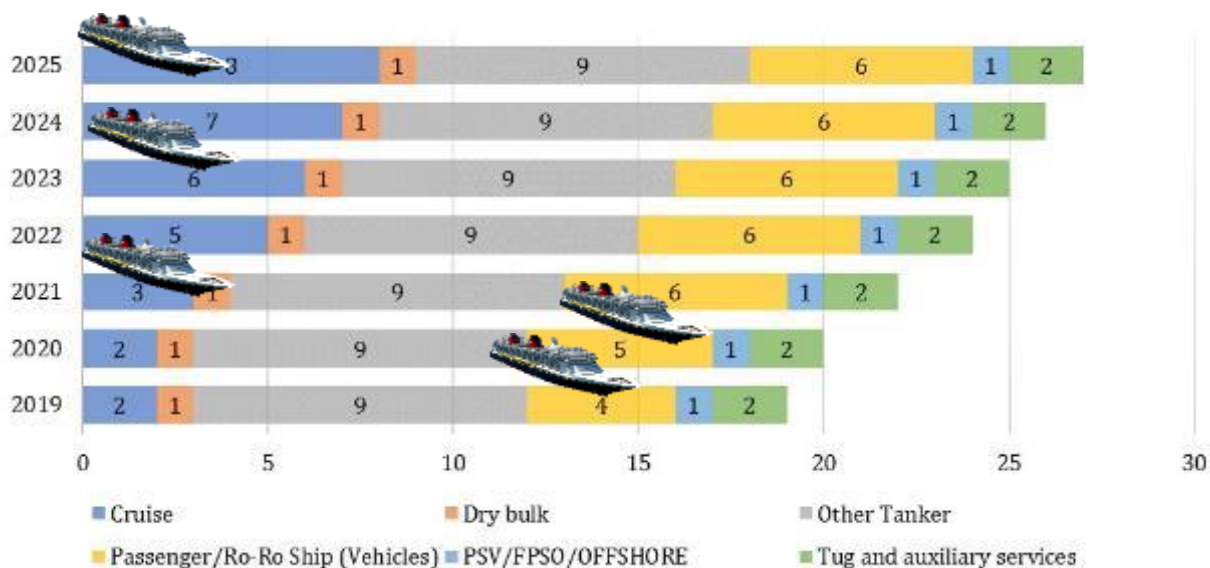 2025 3 1 9 6 1 2
2024 7 1 9 6 1 2
2023 6 1 9 6 1 2
2022 5 1 9 6 1 2
2021 3 1 9 6 1 2
2020 2 1 9 5 1 2
2019 2 1 9 4 1 2
0 5 10 15 20 25 30
Cruise Dry bulk Other Tanker
Passenger/Ro-Ro Ship (Vehicles) PSV/FPSO/OFFSHORE Tug and auxiliary services